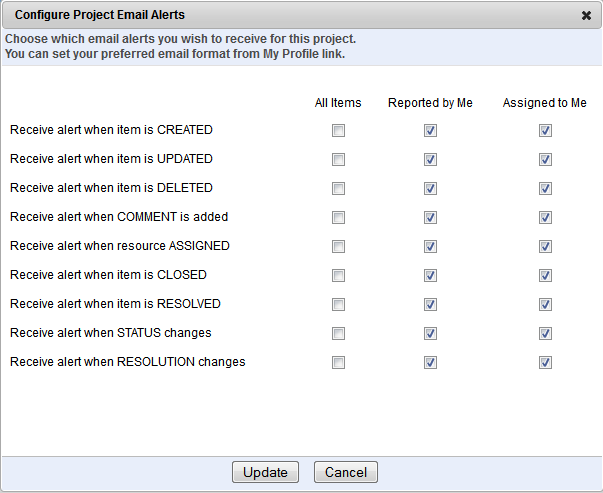 Configure Project Email Alerts
Choose which email alerts you wish to receive for this project.
You can set your preferred email format from My Profile link.
All Items Reported by Me Assigned to Me
Receive alert when item is CREATED
Receive alert when item is UPDATED
Receive alert when item is DELETED
Receive alert when COMMENT is added
Receive alert when resource ASSIGNED
Receive alert when item is CLOSED
Receive alert when item is RESOLVED
Receive alert when STATUS changes
Receive alert when RESOLUTION changes
Update Cancel